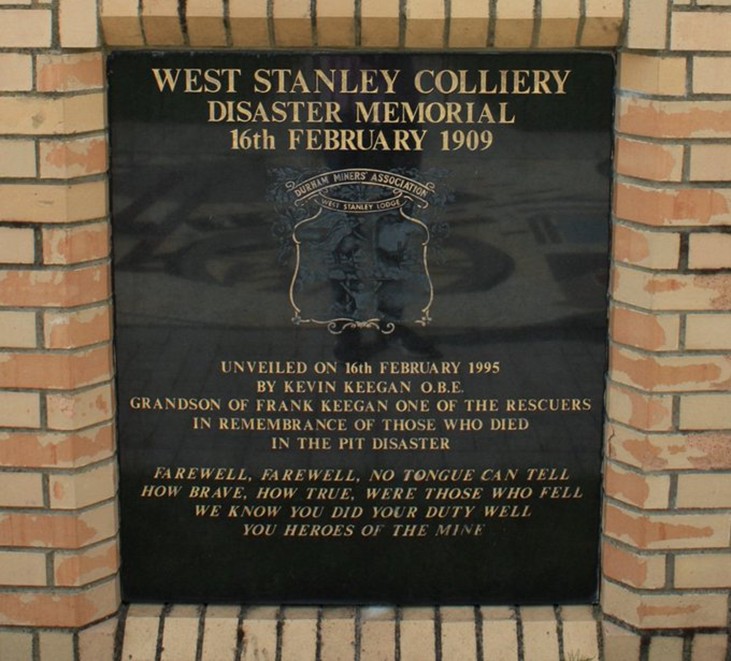 WEST STANLEY COLLIERY
DISASTER MEMORIAL
16th FEBRUARY 1909
DURHAM MINERS' ASSOCIATION
WEST STANLEY LODGE
UNVEILED ON 16th FEBRUARY 1995
BY KEVIN KEEGAN O.B.E.
GRANDSON OF FRANK KEEGAN ONE OF THE RESCUERS
IN REMEMBRANCE OF THOSE WHO DIED
IN THE PIT DISASTER
FAREWELL, FAREWELL, NO TONGUE CAN TELL
HOW BRAVE, HOW TRUE, WERE THOSE WHO FELL
WE KNOW YOU DID YOUR DUTY WELL
YOU HEROES OF THE MINE